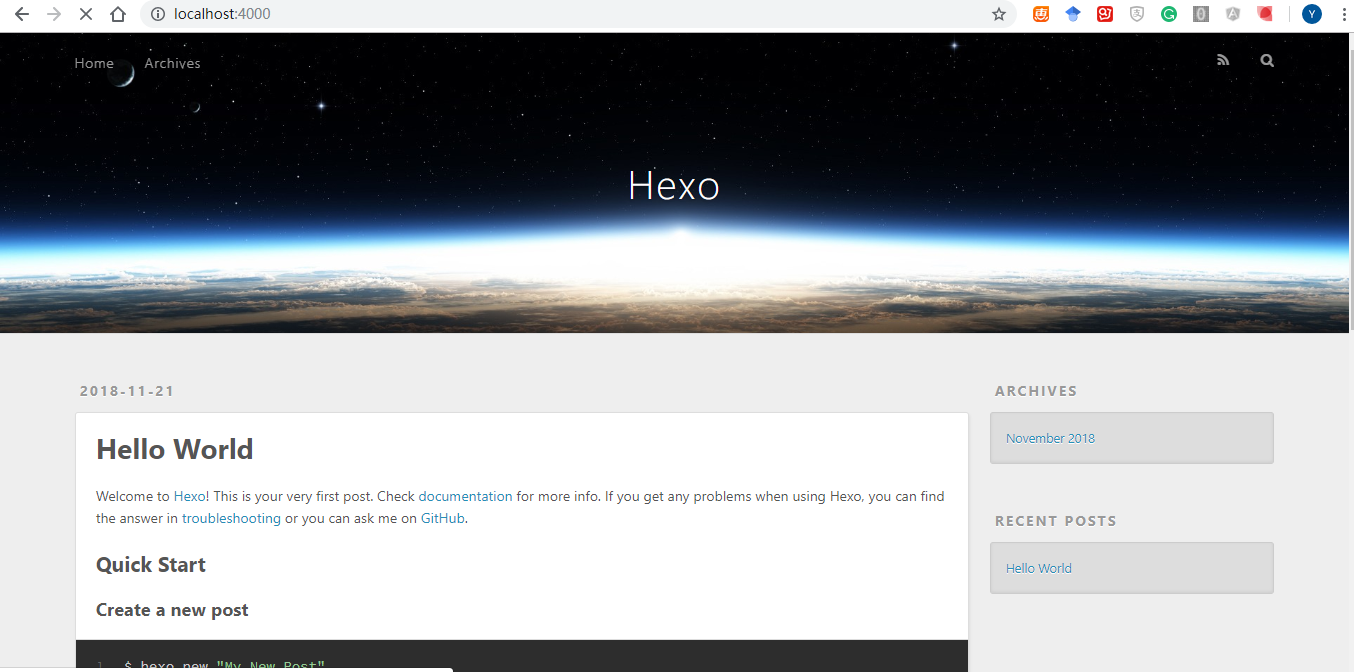 localhost:4000
Home Archives
Hexo
2018-11-21
Hello World
Welcome to Hexo! This is your very first post. Check documentation for more info. If you get any problems when using Hexo, you can find
the answer in troubleshooting or you can ask me on GitHub.
Quick Start
Create a new post
1 $ hexo new "My New Post"
ARCHIVES
November 2018
RECENT POSTS
Hello World